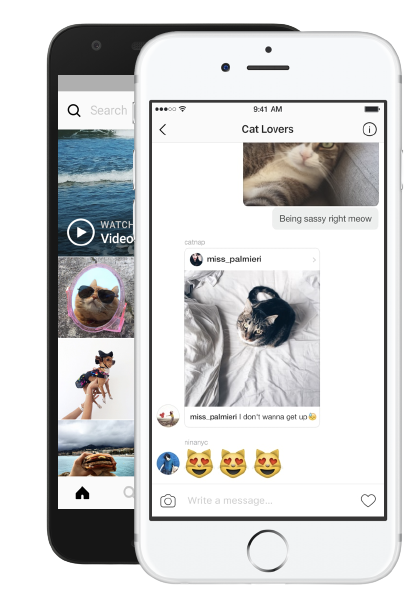 Search
WATCH
Video
9:41 AM
Cat Lovers
Being sassy right meow
catnap
miss_palmieri
miss_palmieri I don't wanna get up
ninanyc
Write a message...